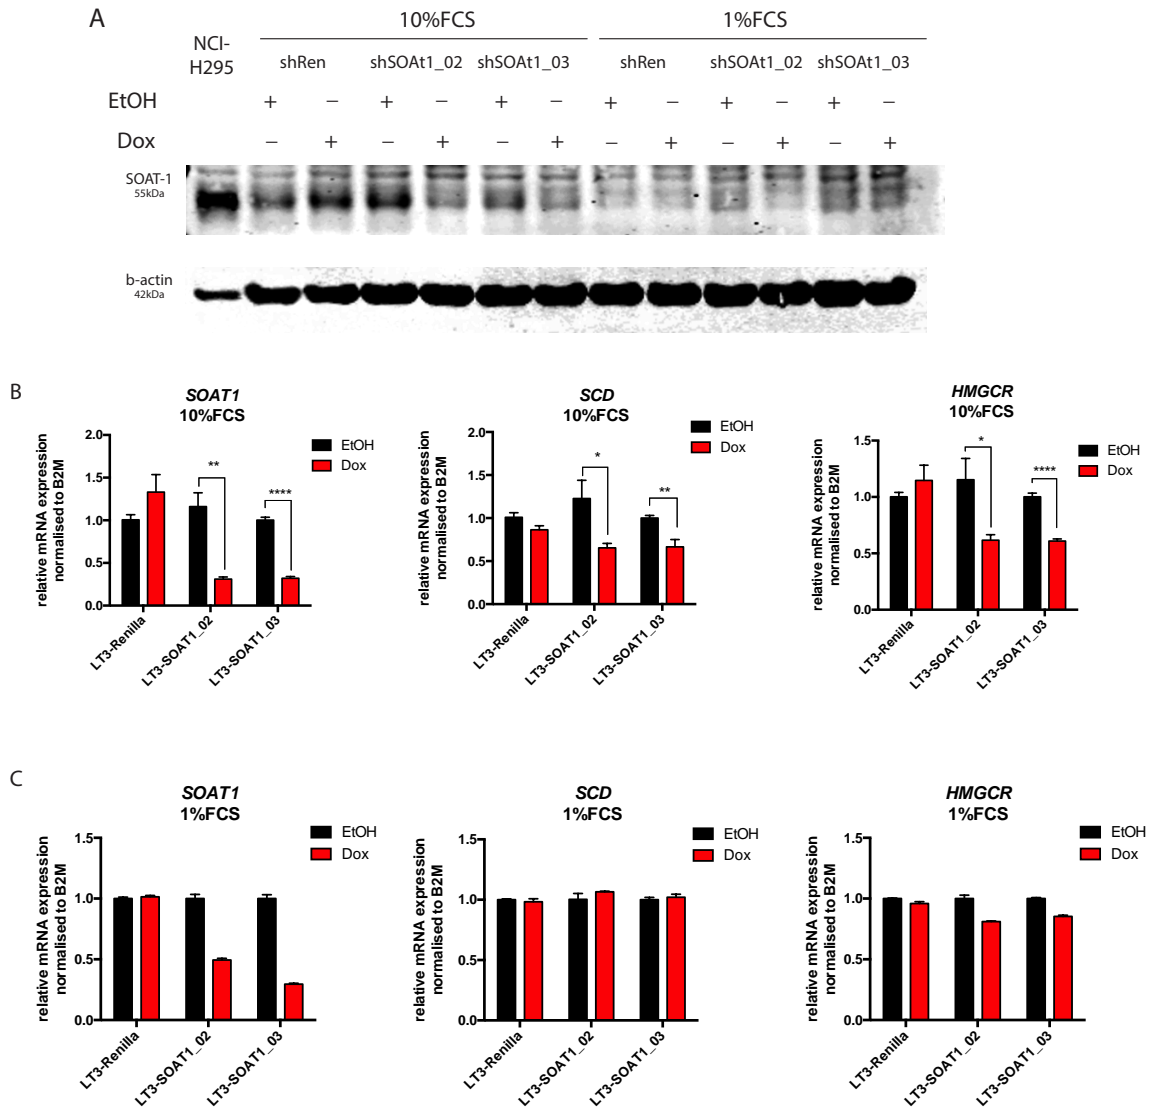 A
10%FCS
1%FCS
NCI-
H295
shRen
shSOAt1_02
shSOAt1_03
shRen
shSOAt1_02
shSOAt1_03
EtOH
+ – + – + – + – + – + –
Dox
– + – + – + – + – + – +
SOAT-1
55kDa
b-actin
42kDa
B
SOAT1
10%FCS
relative mRNA expression
normalised to B2M
2.0
1.5
1.0
0.5
0.0
**
****
EtOH
Dox
LT3-Renilla
LT3-SOAT1_02
LT3-SOAT1_03
SCD
10%FCS
relative mRNA expression
normalised to B2M
2.0
1.5
1.0
0.5
0.0
*
**
EtOH
Dox
LT3-Renilla
LT3-SOAT1_02
LT3-SOAT1_03
HMGCR
10%FCS
relative mRNA expression
normalised to B2M
1.5
1.0
0.5
0.0
*
****
EtOH
Dox
LT3-Renilla
LT3-SOAT1_02
LT3-SOAT1_03
C
SOAT1
1%FCS
relative mRNA expression
normalised to B2M
1.5
1.0
0.5
0.0
EtOH
Dox
LT3-Renilla
LT3-SOAT1_02
LT3-SOAT1_03
SCD
1%FCS
relative mRNA expression
normalised to B2M
1.5
1.0
0.5
0.0
EtOH
Dox
LT3-Renilla
LT3-SOAT1_02
LT3-SOAT1_03
HMGCR
1%FCS
relative mRNA expression
normalised to B2M
1.5
1.0
0.5
0.0
EtOH
Dox
LT3-Renilla
LT3-SOAT1_02
LT3-SOAT1_03